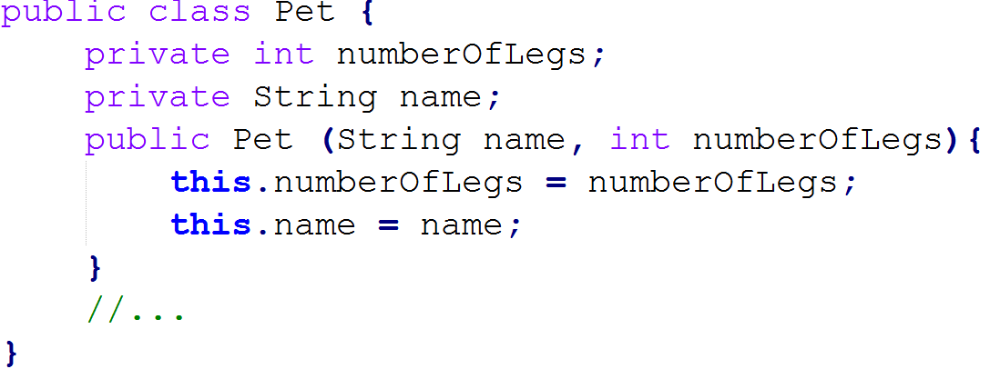 public class Pet {
private int numberOfLegs;
private String name;
public Pet (String name, int numberOfLegs){
this.numberOfLegs = numberOfLegs;
this.name = name;
}
//...
}